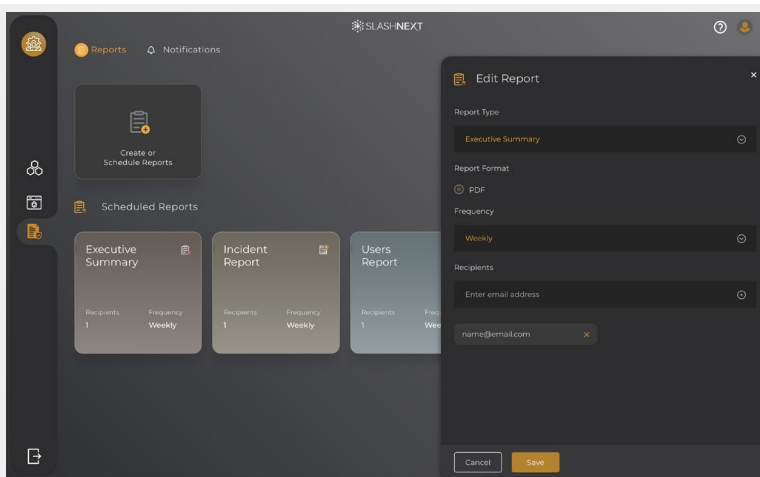 SLASHNEXT
Reports
Notifications
Create or
Schedule Reports
Scheduled Reports
Executive
Summary
Recipients Frequency
1 Weekly
Incident
Report
Recipients Frequency
1 Weekly
Users
Report
Recipients Freq
1 Wee
Edit Report
Report Type
Executive Summary
Report Format
PDF
Frequency
Weekly
Recipients
Enter email address
name@email.com
Cancel
Save